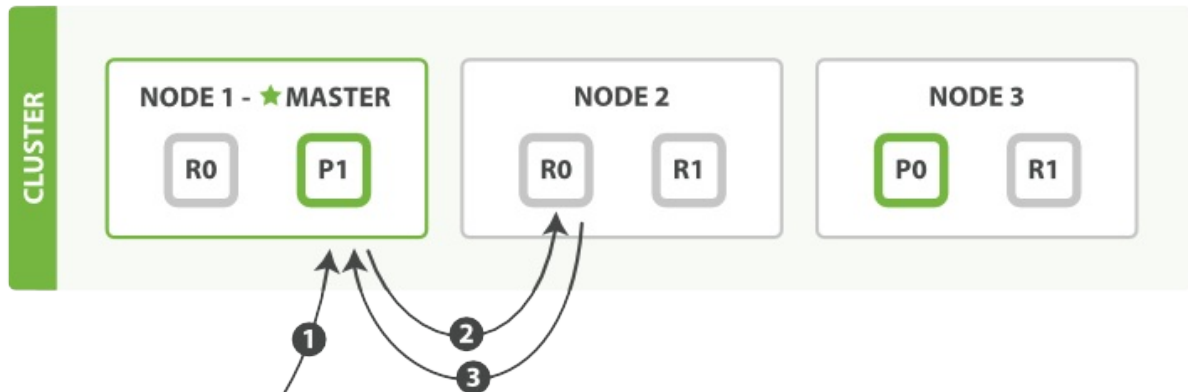 CLUSTER
NODE 1 - ★ MASTER
R0
P1
NODE 2
R0
R1
NODE 3
P0
R1
1
2
3